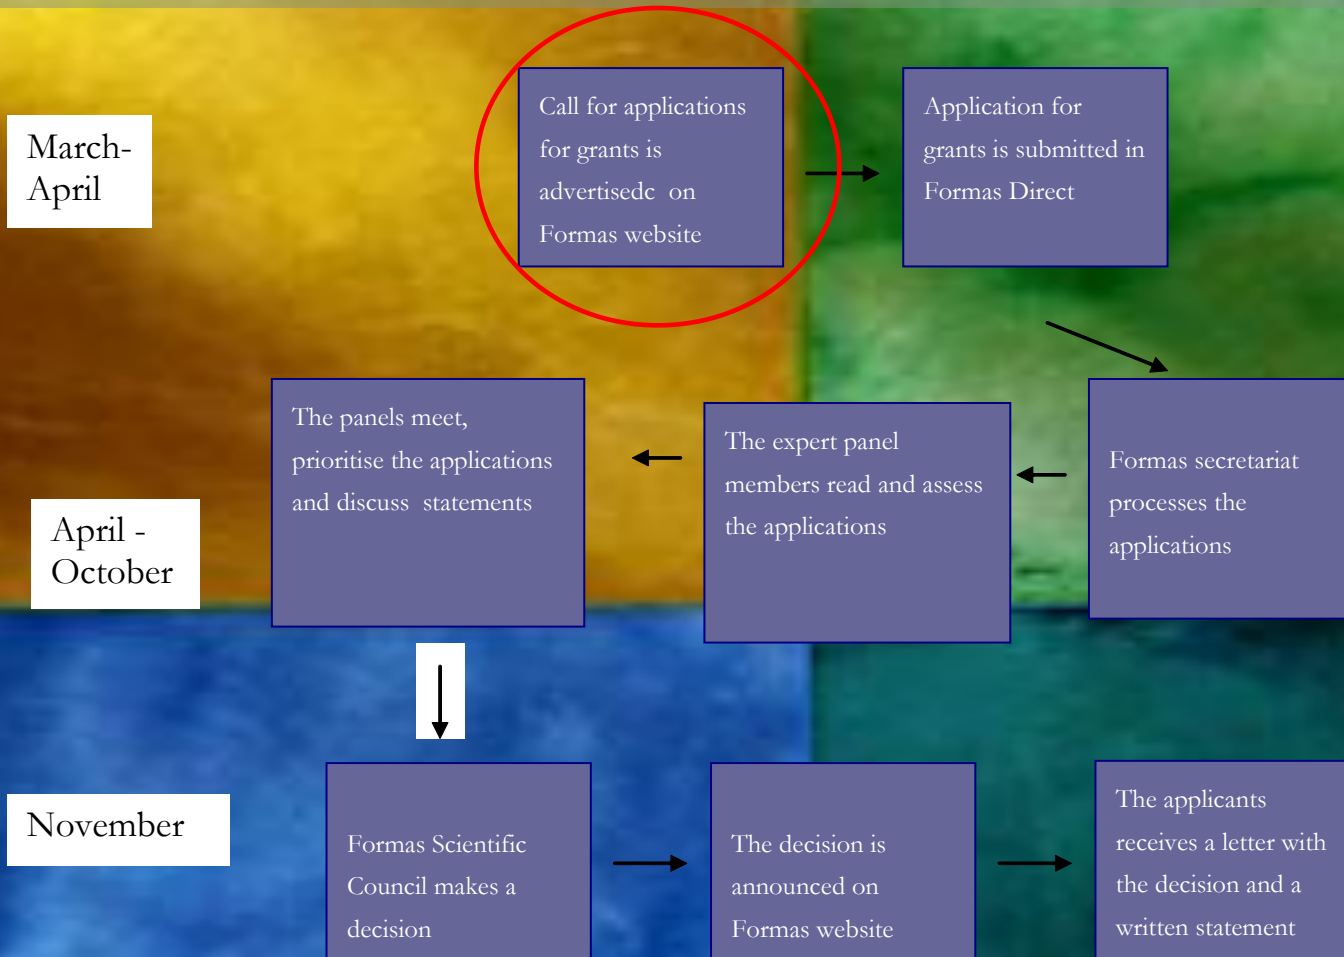 March-
April
Call for applications
for grants is
advertisedc on
Formas website
Application for
grants is submitted in
Formas Direct
April -
October
The panels meet,
prioritise the applications
and discuss statements
The expert panel
members read and assess
the applications
Formas secretariat
processes the
applications
November
Formas Scientific
Council makes a
decision
The decision is
announced on
Formas website
The applicants
receives a letter with
the decision and a
written statement